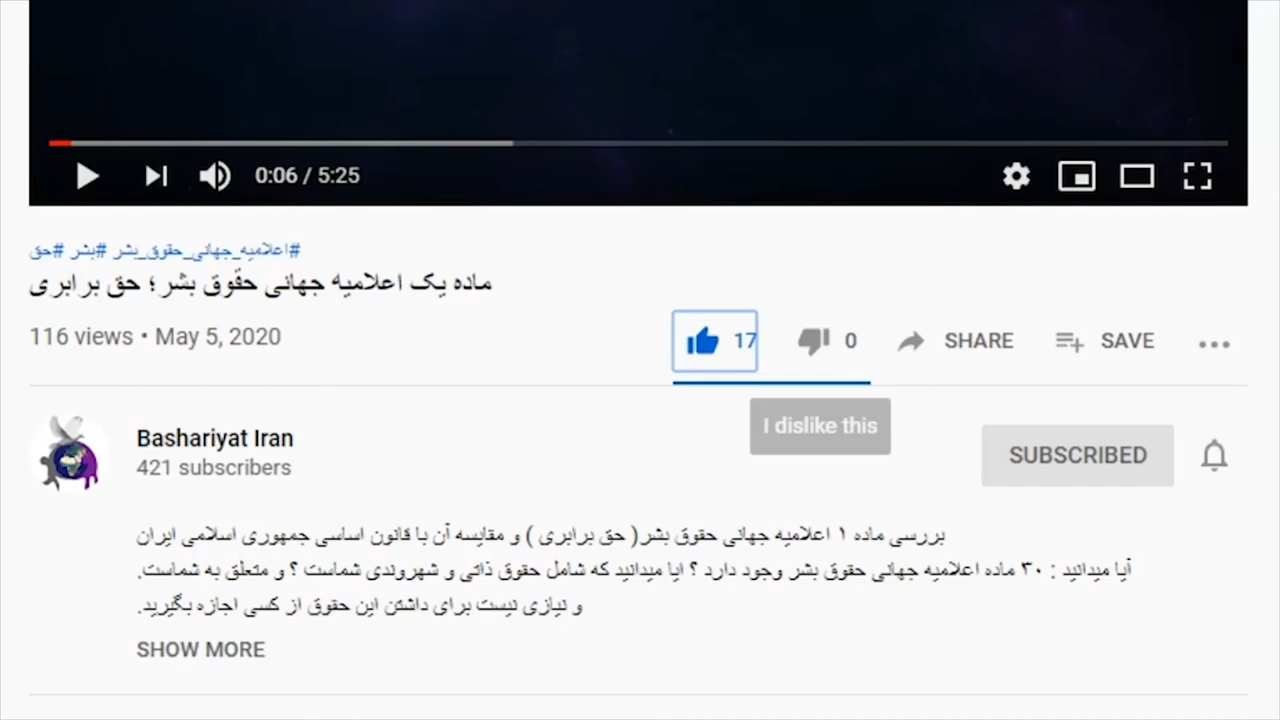 0:06 / 5:25
#اعلامیه_جهانی_حقوق_بشر #بشر #حق
ماده یک اعلامیه جهانی حقوق بشر؛ حق برابری
116 views • May 5, 2020
17 0 SHARE SAVE
I dislike this
Bashariyat Iran
421 subscribers
SUBSCRIBED
بررسی ماده ۱ اعلامیه جهانی حقوق بشر( حق برابری ) و مقایسه آن با قانون اساسی جمهوری اسلامی ایران
آیا میدانید : ۳۰ ماده اعلامیه جهانی حقوق بشر وجود دارد ؟ ایا میدانید که شامل حقوق ذاتی و شهروندی شماست ؟ و متعلق به شماست.
و نیازی نیست برای داشتن این حقوق از کسی اجازه بگیرید.
SHOW MORE